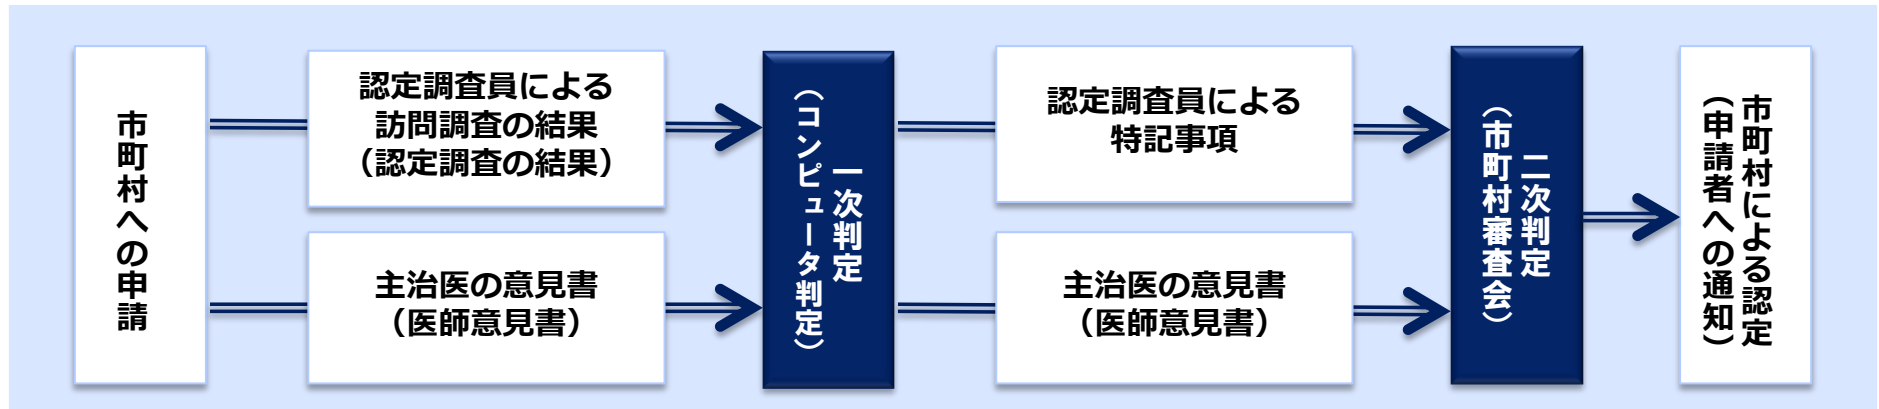 市町村への申請
認定調査員による
訪問調査の結果
（認定調査の結果）
主治医の意見書
（医師意見書）
一次判定
（コンピュータ判定）
認定調査員による
特記事項
主治医の意見書
（医師意見書）
二次判定
（市町村審査会）
市町村による認定
（申請者への通知）